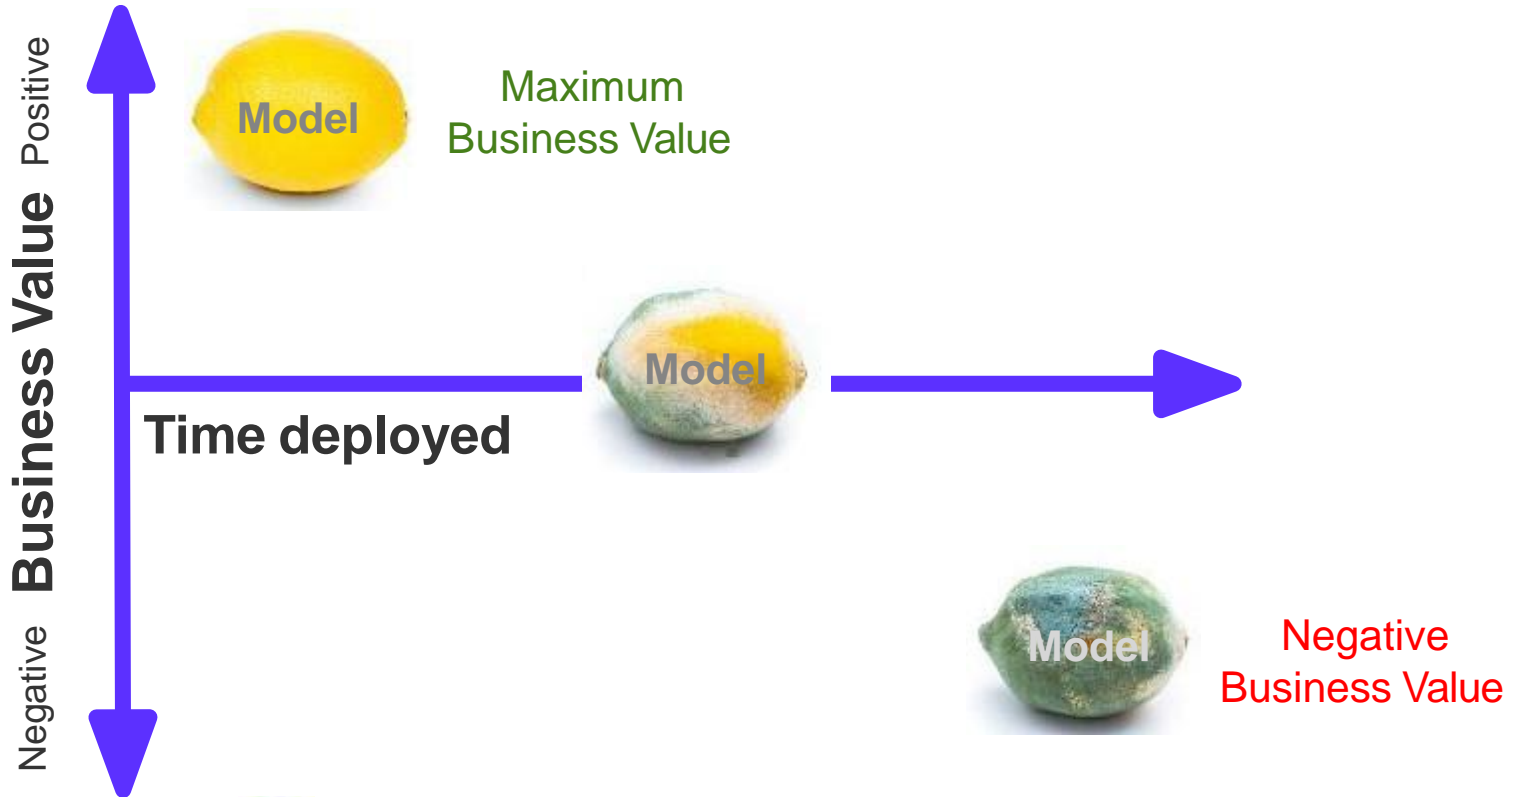 Positive
Business Value
Negative
Model
Maximum
Business Value
Model
Time deployed
Model
Negative
Business Value